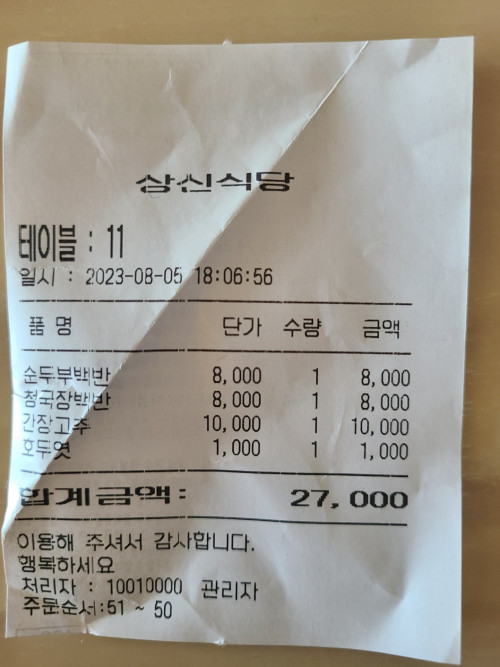 상신식당
테이블 : 11
일시 : 2023-08-05 18:06:56
품 명 단가 수량 금액
순두부백반 8,000 1 8,000
청국장백반 8,000 1 8,000
간장고추 10,000 1 10,000
호두엿 1,000 1 1,000
합계금액: 27,000
이용해 주셔서 감사합니다.
행복하세요
처리자 : 10010000 관리자
주문순서:51 ~ 50